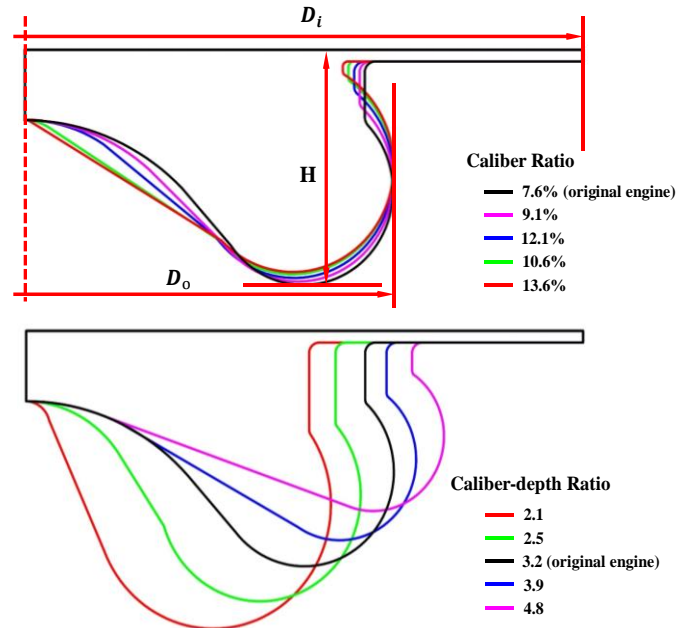 D_i
H
D_o
Caliber Ratio
7.6% (original engine)
9.1%
12.1%
10.6%
13.6%
Caliber-depth Ratio
2.1
2.5
3.2 (original engine)
3.9
4.8